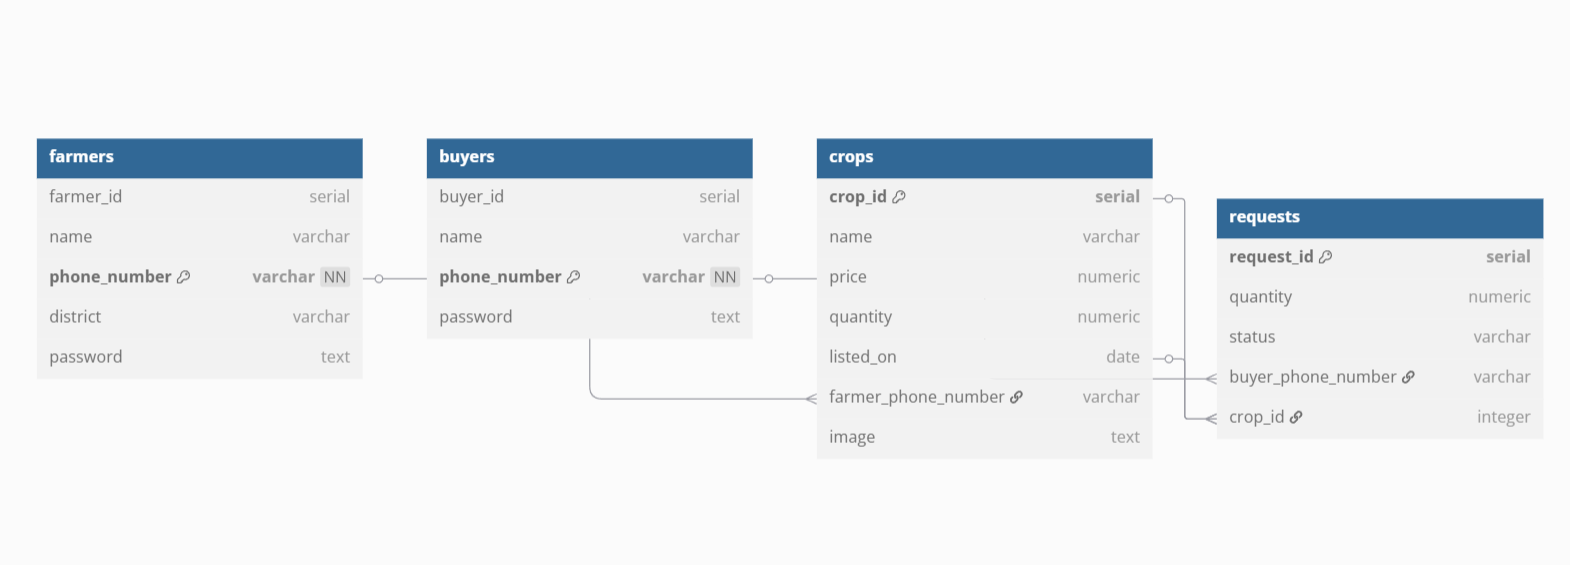 farmers
farmer_id serial
name varchar
phone_number varchar NN
district varchar
password text
buyers
buyer_id serial
name varchar
phone_number varchar NN
password text
crops
crop_id serial
name varchar
price numeric
quantity numeric
listed_on date
farmer_phone_number varchar
image text
requests
request_id serial
quantity numeric
status varchar
buyer_phone_number varchar
crop_id integer